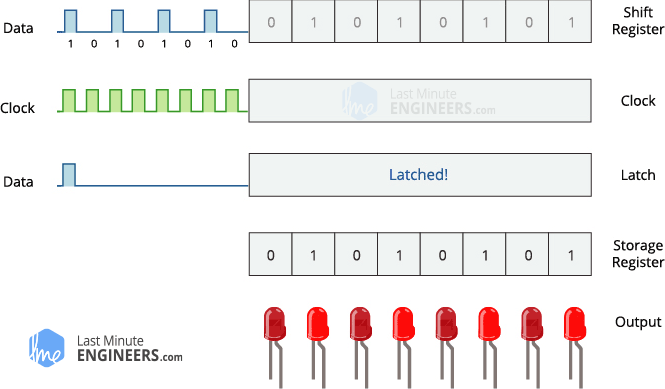 Data
1 0 1 0 1 0 1 0
0 1 0 1 0 1 0 1
Shift
Register
Clock
Last Minute
ENGINEERS.com
Clock
Data
Latched!
Latch
0 1 0 1 0 1 0 1
Storage
Register
Output
Last Minute
ENGINEERS.com